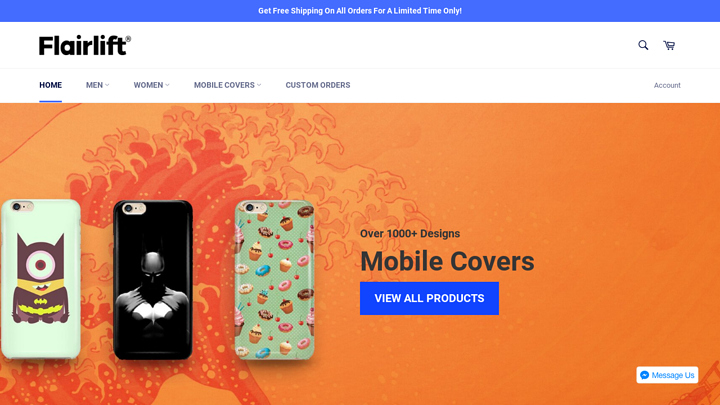 Get Free Shipping On All Orders For A Limited Time Only!
Flairlift®
HOME MEN WOMEN MOBILE COVERS CUSTOM ORDERS Account
Over 1000+ Designs
Mobile Covers
VIEW ALL PRODUCTS
Message Us